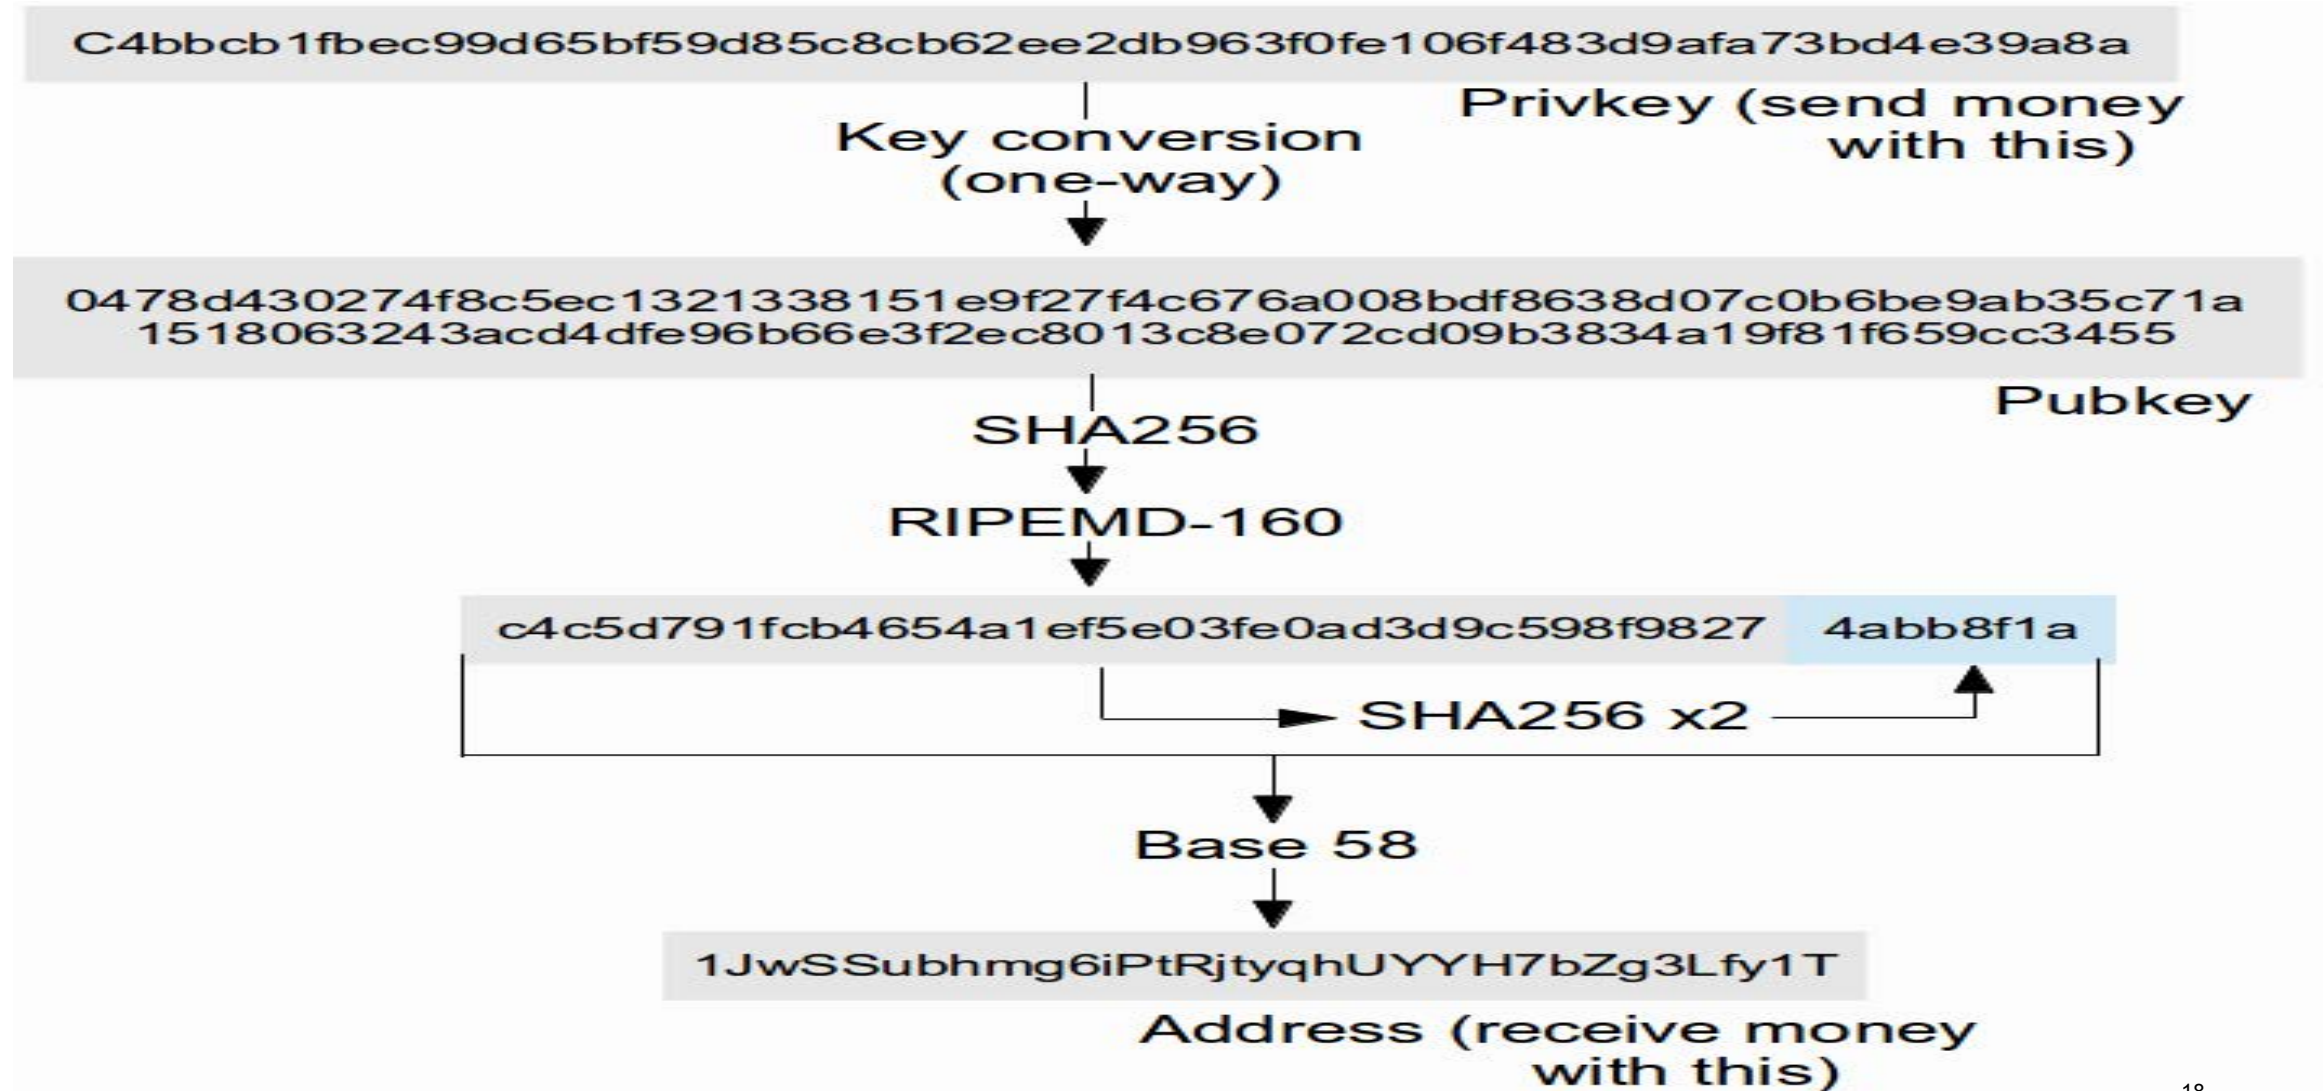 C4bbcb1fbec99d65bf59d85c8cb62ee2db963f0fe106f483d9afa73bd4e39a8a
Privkey (send money
with this)
Key conversion
(one-way)
0478d430274f8c5ec1321338151e9f27f4c676a008bdf8638d07c0b6be9ab35c71a
1518063243acd4dfe96b66e3f2ec8013c8e072cd09b3834a19f81f659cc3455
Pubkey
SHA256
RIPEMD-160
c4c5d791fcb4654a1ef5e03fe0ad3d9c598f9827 4abb8f1a
SHA256 x2
Base 58
1JwSSubhmg6iPtRjtyqhUYYH7bZg3Lfy1T
Address (receive money
with this)
18